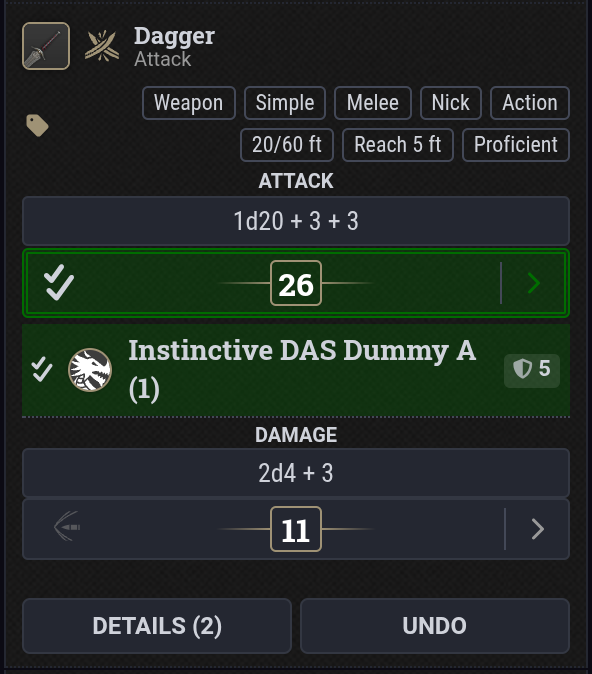 Dagger
Attack
Weapon Simple Melee Nick Action
20/60 ft Reach 5 ft Proficient
ATTACK
1d20 + 3 + 3
26
Instinctive DAS Dummy A
(1)
5
DAMAGE
2d4 + 3
11
DETAILS (2) UNDO